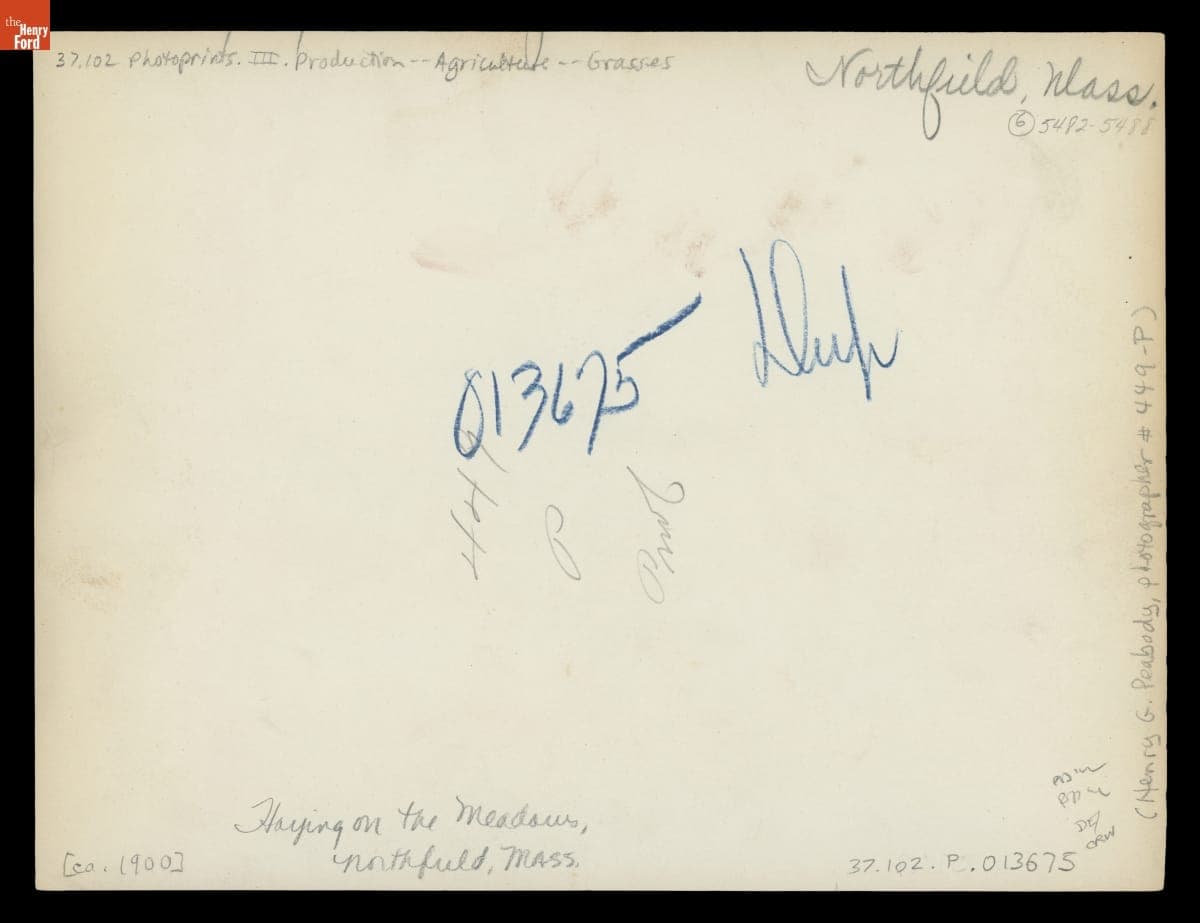 the
Henry
Ford
37.102 Photoprints. III. Production--Agriculture--Grasses
Northfield, Mass.
⑥ 5482-5488
Dup
013675
449
P
(Henry G. Peabody, photographer # 449-P)
Haying on the Meadows,
Northfield, MASS.
[ca. 1900]
37.102.P.013675